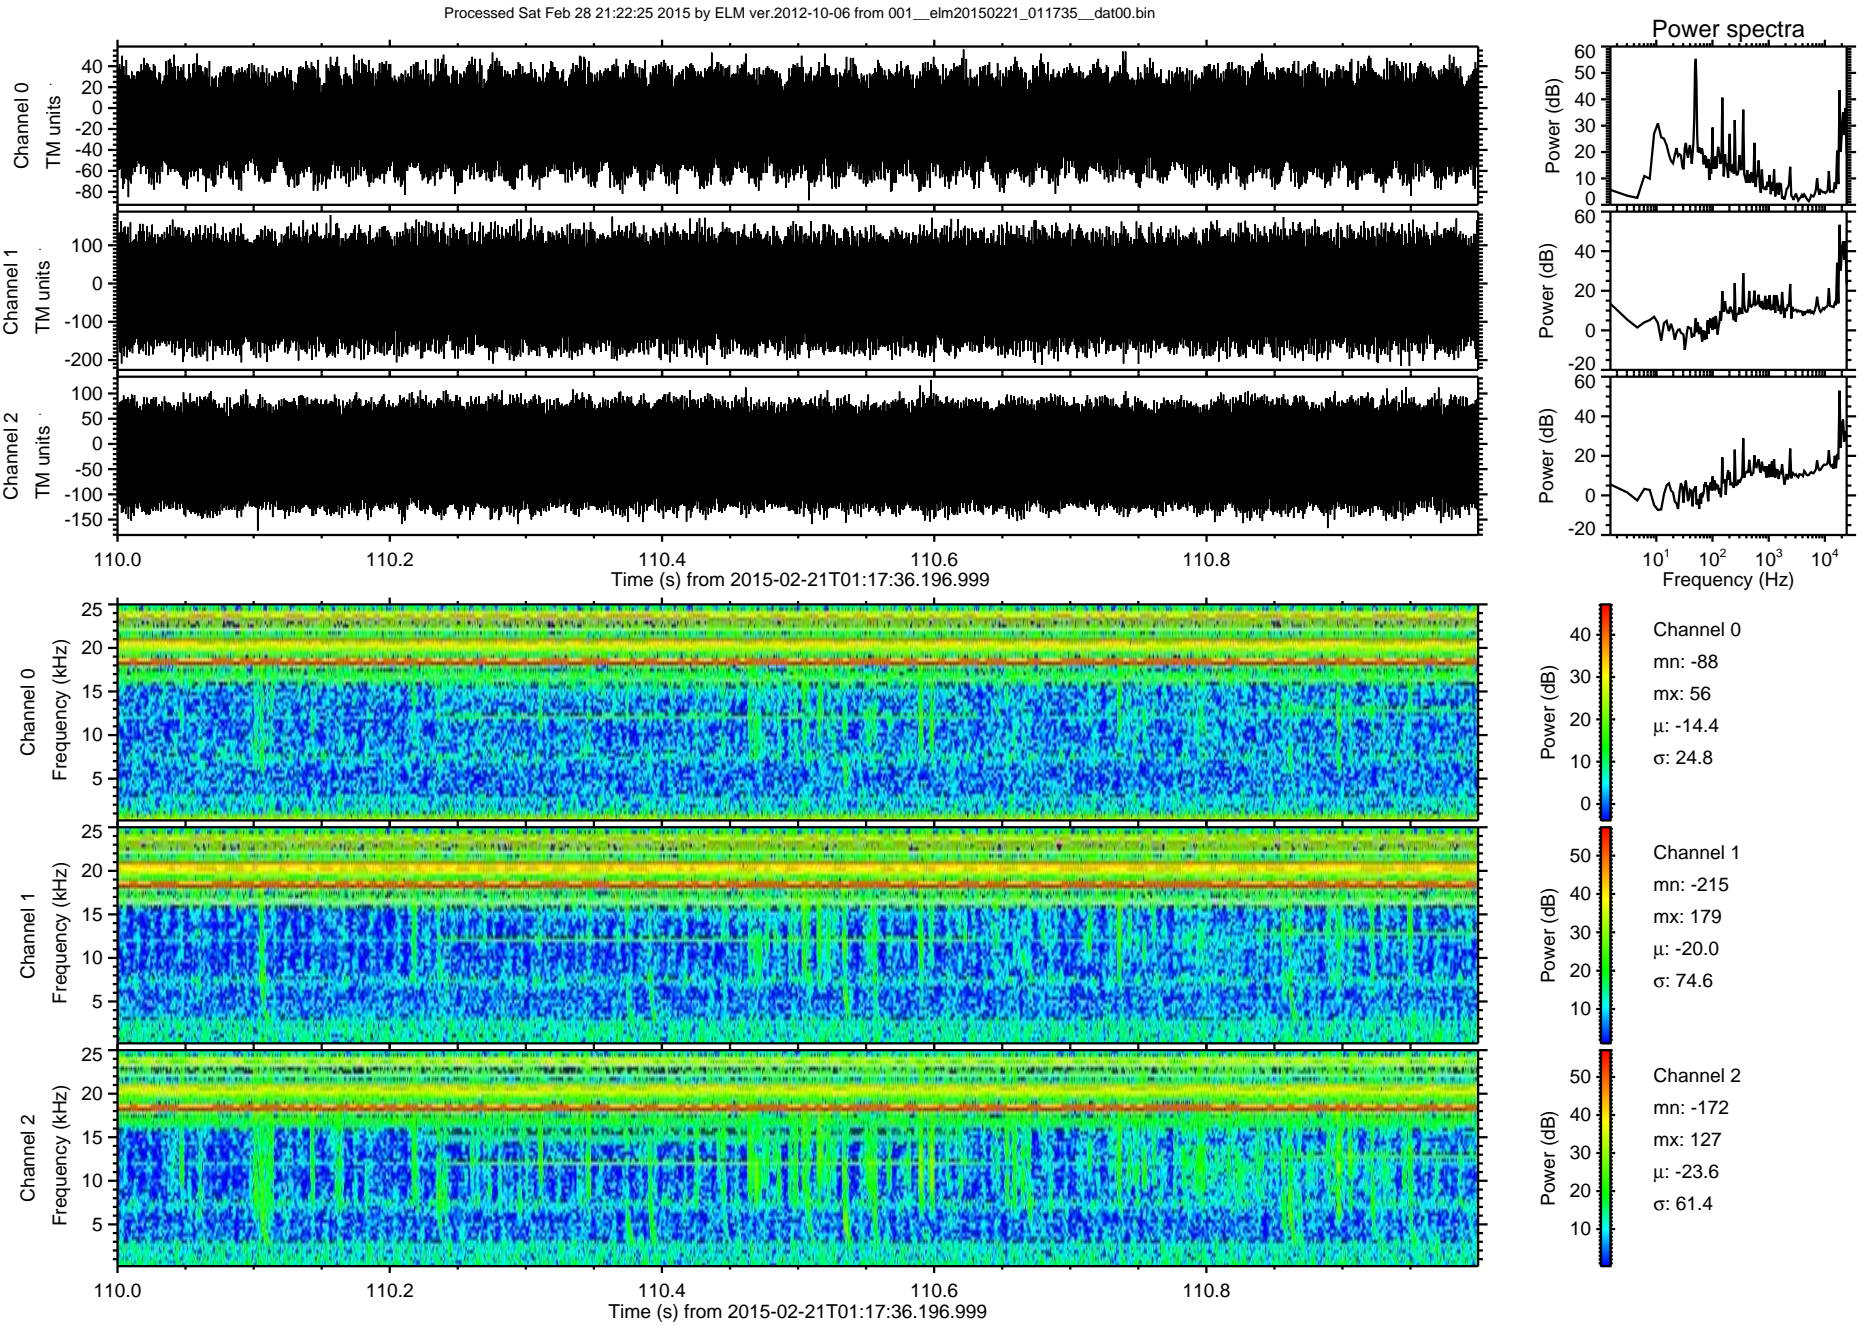 Processed Sat Feb 28 21:22:25 2015 by ELM ver.2012-10-06 from 001__elm20150221_011735__dat00.bin
Power spectra
Channel 0
TM units
40
20
0
-20
-40
-60
-80
Power (dB)
60
50
40
30
20
10
0
Channel 1
TM units
100
0
-100
-200
Power (dB)
60
40
20
0
-20
Channel 2
TM units
100
50
0
-50
-100
-150
Power (dB)
60
40
20
0
-20
110.0 110.2 110.4 110.6 110.8
Time (s) from 2015-02-21T01:17:36.196.999
10^1 10^2 10^3 10^4
Frequency (Hz)
Channel 0
Frequency (kHz)
25
20
15
10
5
Power (dB)
40
30
20
10
0
Channel 0
mn: -88
mx: 56
μ: -14.4
σ: 24.8
Channel 1
Frequency (kHz)
25
20
15
10
5
Power (dB)
50
40
30
20
10
Channel 1
mn: -215
mx: 179
μ: -20.0
σ: 74.6
Channel 2
Frequency (kHz)
25
20
15
10
5
Power (dB)
50
40
30
20
10
Channel 2
mn: -172
mx: 127
μ: -23.6
σ: 61.4
110.0 110.2 110.4 110.6 110.8
Time (s) from 2015-02-21T01:17:36.196.999